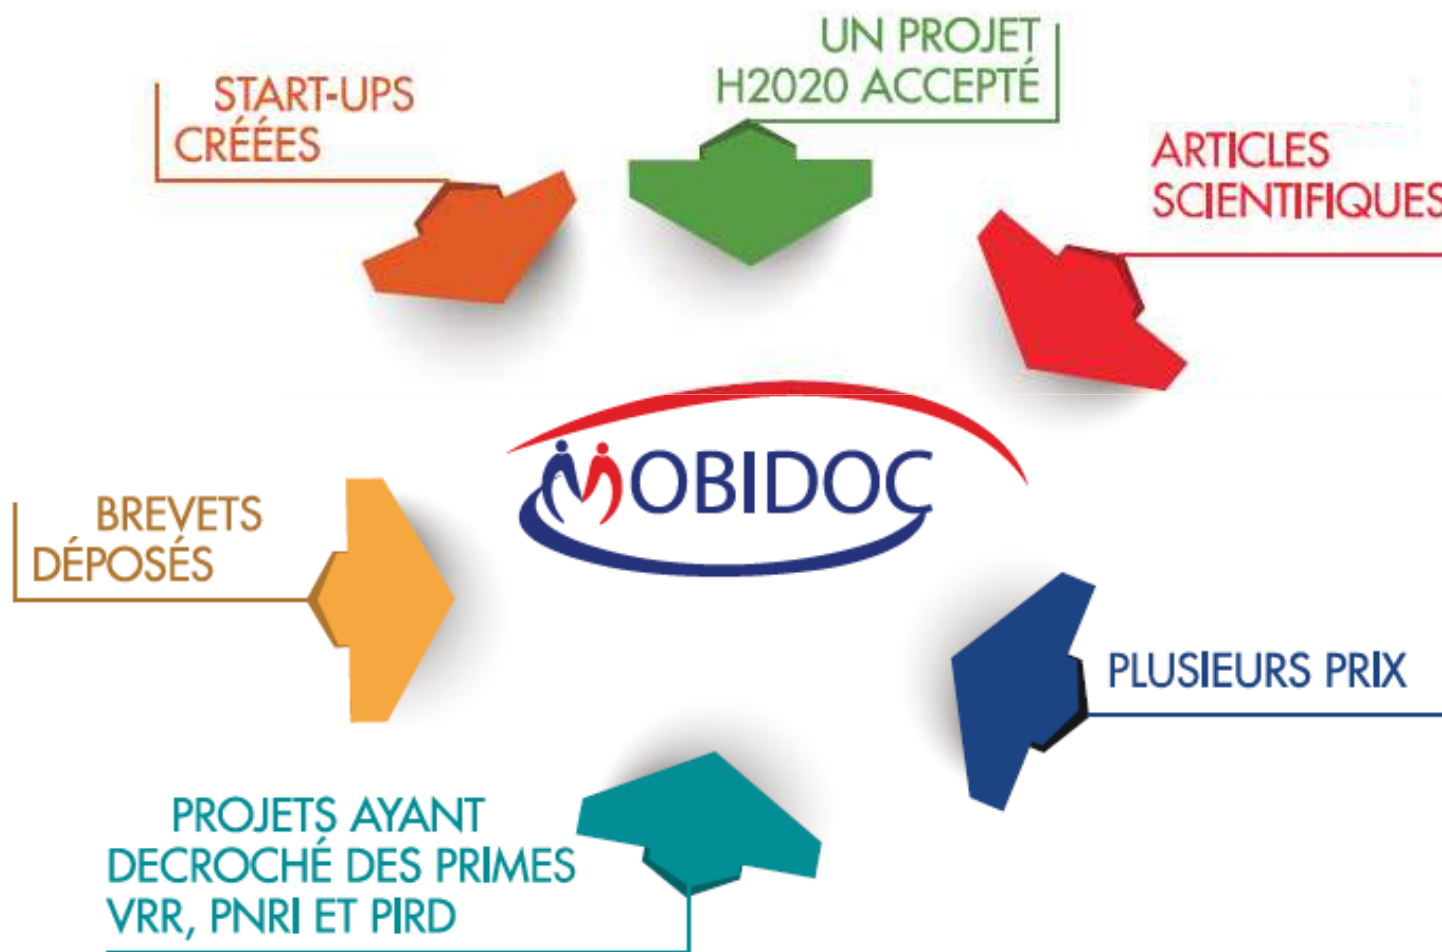 UN PROJET
H2020 ACCEPTÉ
START-UPS
CRÉÉES
ARTICLES
SCIENTIFIQUES
MOBIDOC
BREVETS
DÉPOSÉS
PLUSIEURS PRIX
PROJETS AYANT
DECROCHÉ DES PRIMES
VRR, PNRI ET PIRD